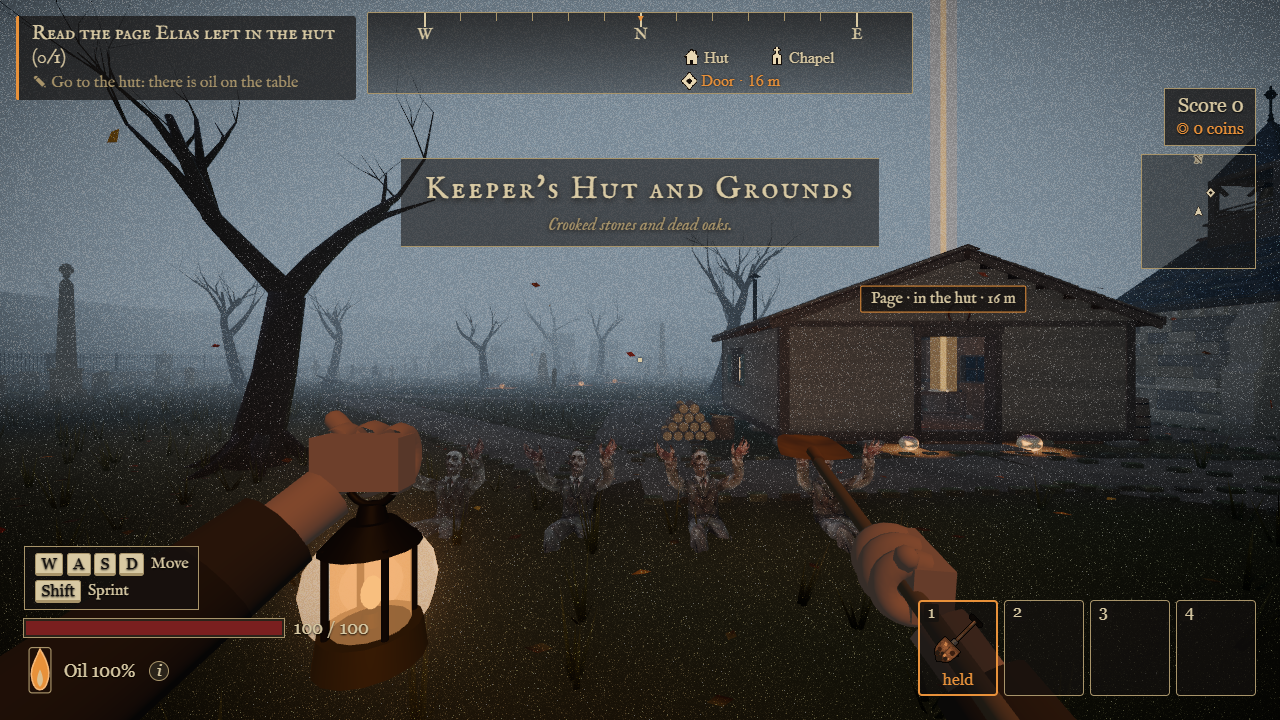 Read the page Elias left in the hut
(0/1)
Go to the hut: there is oil on the table
W N E
Hut Chapel
Door · 16 m
Score 0
0 coins
N
Keeper's Hut and Grounds
Crooked stones and dead oaks.
Page · in the hut · 16 m
W A S D Move
Shift Sprint
100 / 100
Oil 100% i
1 2 3 4
held